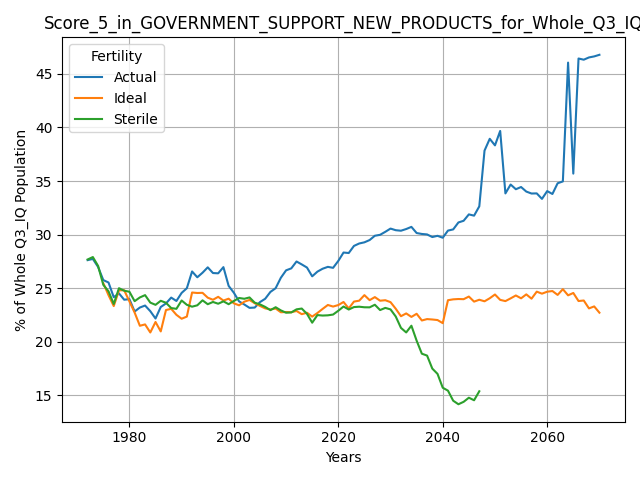 Score_5_in_GOVERNMENT_SUPPORT_NEW_PRODUCTS_for_Whole_Q3_IQ
Fertility
Actual
Ideal
Sterile
% of Whole Q3_IQ Population
45
40
35
30
25
20
15
1980
2000
2020
2040
2060
Years